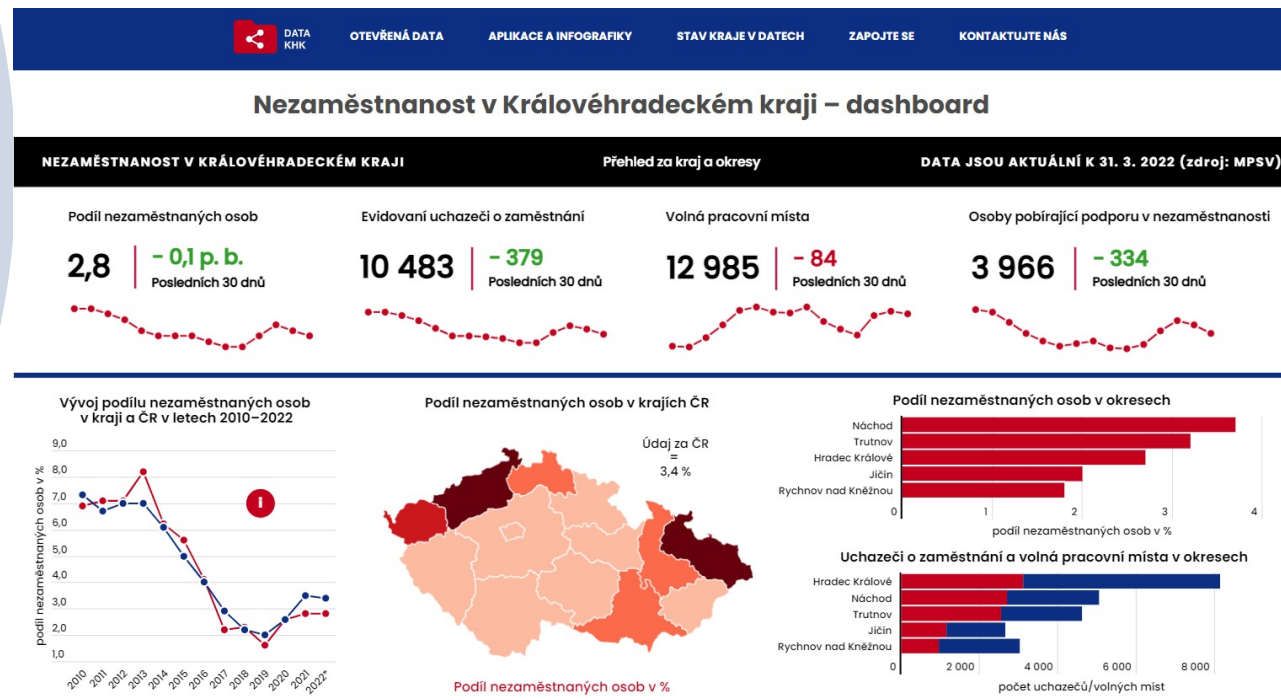 DATA
KHK
OTEVŘENÁ DATA
APLIKACE A INFOGRAFIKY
STAV KRAJE V DATECH
ZAPOJTE SE
KONTAKTUJTE NÁS
Nezaměstnanost v Královéhradeckém kraji – dashboard
NEZAMĚSTNANOST V KRÁLOVÉHRADECKÉM KRAJI
Přehled za kraj a okresy
DATA JSOU AKTUÁLNÍ K 31. 3. 2022 (zdroj: MPSV)
Podíl nezaměstnaných osob
2,8
- 0,1 p. b.
Posledních 30 dnů
Evidovaní uchazeči o zaměstnání
10 483
- 379
Posledních 30 dnů
Volná pracovní místa
12 985
- 84
Posledních 30 dnů
Osoby pobírající podporu v nezaměstnanosti
3 966
- 334
Posledních 30 dnů
Vývoj podílu nezaměstnaných osob
v kraji a ČR v letech 2010–2022
podíl nezaměstnaných osob v %
9,0
8,0
7,0
6,0
5,0
4,0
3,0
2,0
1,0
i
2010
2011
2012
2013
2014
2015
2016
2017
2018
2019
2020
2021
2022*
Podíl nezaměstnaných osob v krajích ČR
Údaj za ČR
=
3,4 %
Podíl nezaměstnaných osob v %
Podíl nezaměstnaných osob v okresech
Náchod
Trutnov
Hradec Králové
Jičín
Rychnov nad Kněžnou
0 1 2 3 4
podíl nezaměstnaných osob v %
Uchazeči o zaměstnání a volná pracovní místa v okresech
Hradec Králové
Náchod
Trutnov
Jičín
Rychnov nad Kněžnou
0 2 000 4 000 6 000 8 000
počet uchazečů/volných míst